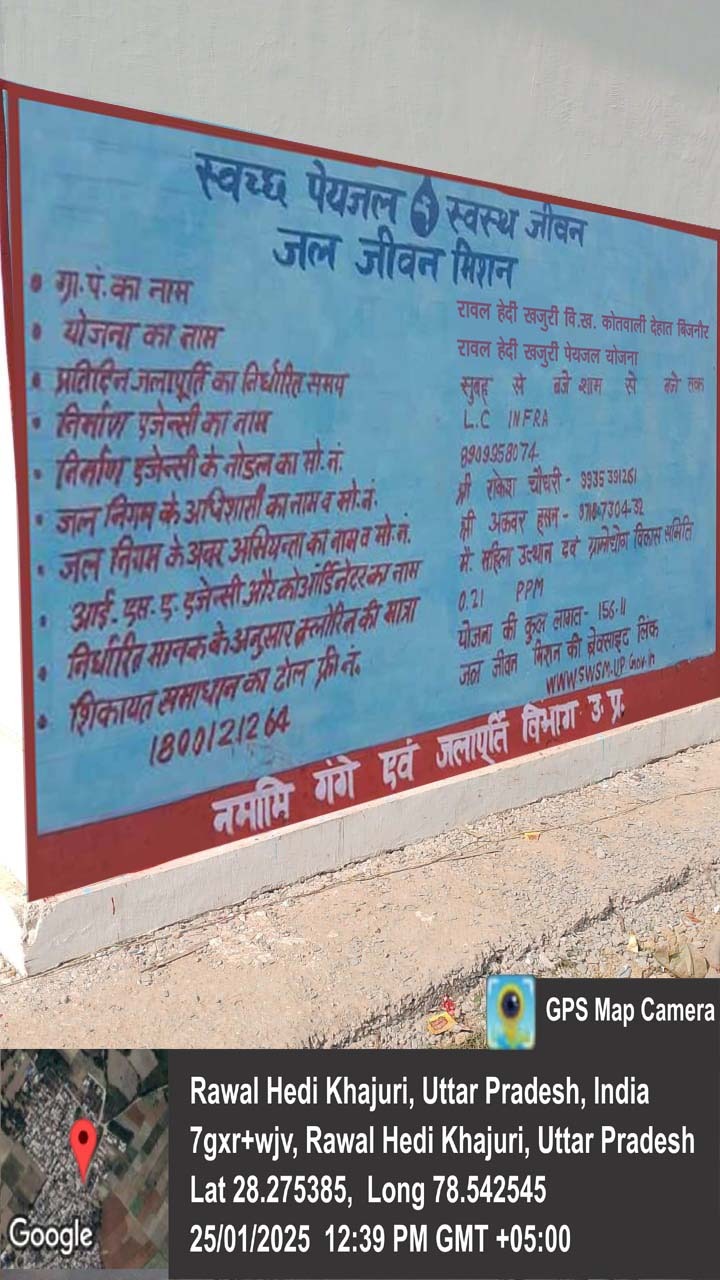 स्वच्छ पेयजल स्वस्थ जीवन
जल जीवन मिशन
• ग्रा.पं.का नाम
• योजना का नाम
• प्रतिदिन जलापूर्ति का निर्धारित समय
• निर्माण एजेन्सी का नाम
• निर्माण एजेन्सी के नोडल का मो.नं.
• जल निगम के अधिशासी का नाम व मो.नं.
• जल निगम के अवर अभियन्ता का नाम व मो.नं.
• आई.एस.ए.एजेन्सी और कोऑर्डिनेटर का नाम
• निर्धारित मानक के अनुसार क्लोरिन की मात्रा
• शिकायत समाधान का टोल फ्री नं.
1800121264
रावल हेदी खजुरी वि.ख. कोतवाली देहात बिजनौर
रावल हेदी खजुरी पेयजल योजना
सुबह से बजे शाम से बजे तक
L.C INFRA
8909958074
श्री राकेश चौधरी - 9935391261
श्री अकबर हसन -
मै. महिला उत्थान एवं ग्रामोद्योग विकास समिति
0.21 PPM
योजना की कुल लागत - 156.11
जल जीवन मिशन की बेक्साइट लिंक
WWW.SWSM.UP.Gov.in
नमामि गंगे एवं जलापूर्ति विभाग उ.प्र.
GPS Map Camera
Rawal Hedi Khajuri, Uttar Pradesh, India
7gxr+wjv, Rawal Hedi Khajuri, Uttar Pradesh
Lat 28.275385, Long 78.542545
25/01/2025 12:39 PM GMT +05:00
Google